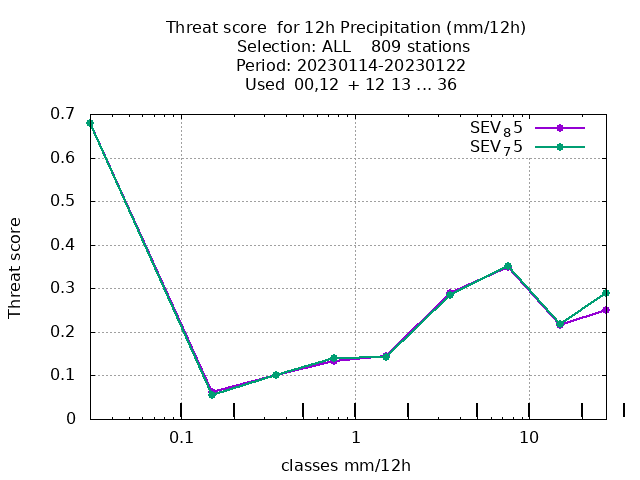 Threat score  for 12h Precipitation (mm/12h)
Selection: ALL    809 stations
Period: 20230114-20230122
Used  00,12  + 12 13 ... 36
SEV₈5
SEV₇5
0.7
0.6
0.5
0.4
0.3
0.2
0.1
0
Threat score
0.1
1
10
classes mm/12h